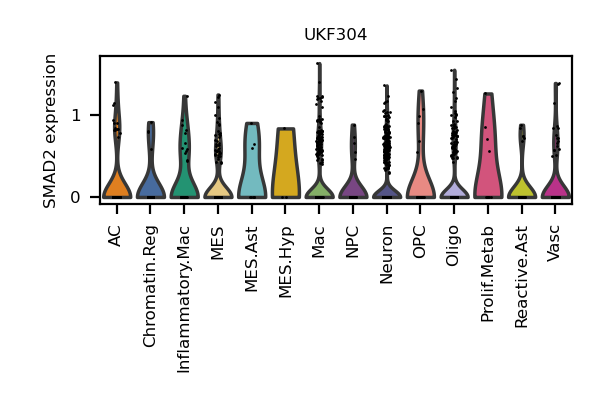 UKF304
SMAD2 expression
1
0
AC
Chromatin.Reg
Inflammatory.Mac
MES
MES.Ast
MES.Hyp
Mac
NPC
Neuron
OPC
Oligo
Prolif.Metab
Reactive.Ast
Vasc